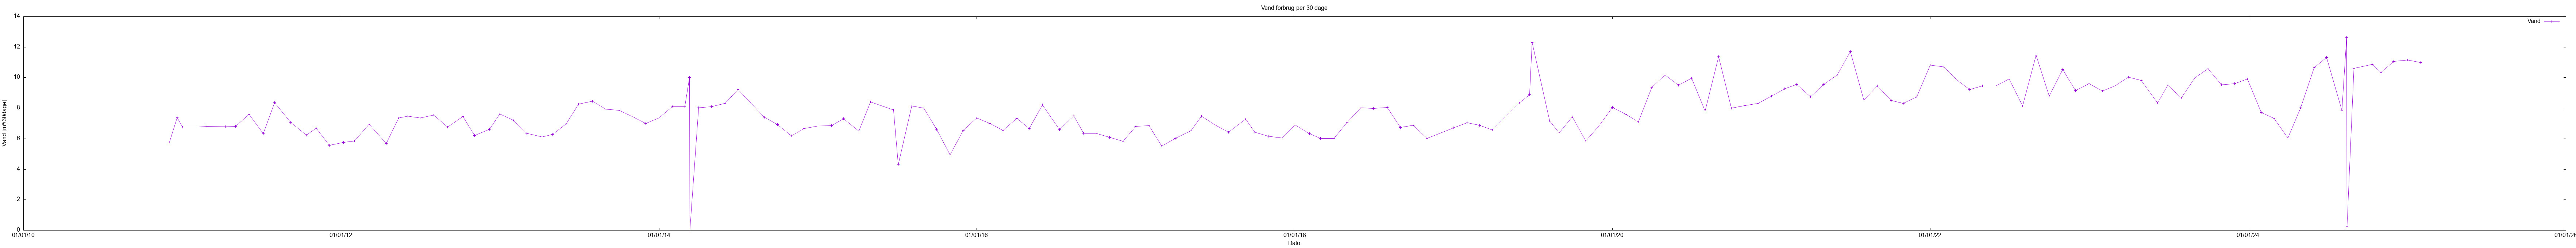 Vand forbrug per 30 dage
14
Vand
12
10
8
6
4
2
0
Vand [m³/30dage]
01/01/10 01/01/12 01/01/14 01/01/16 01/01/18 01/01/20 01/01/22 01/01/24 01/01/26
Dato